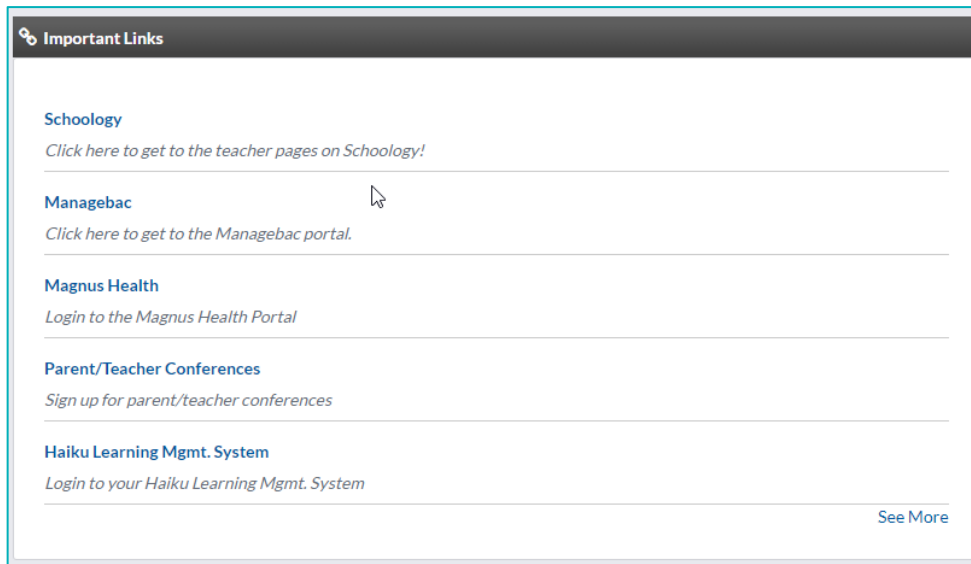 Important Links
Schoology
Click here to get to the teacher pages on Schoology!
Managebac
Click here to get to the Managebac portal.
Magnus Health
Login to the Magnus Health Portal
Parent/Teacher Conferences
Sign up for parent/teacher conferences
Haiku Learning Mgmt. System
Login to your Haiku Learning Mgmt. System
See More